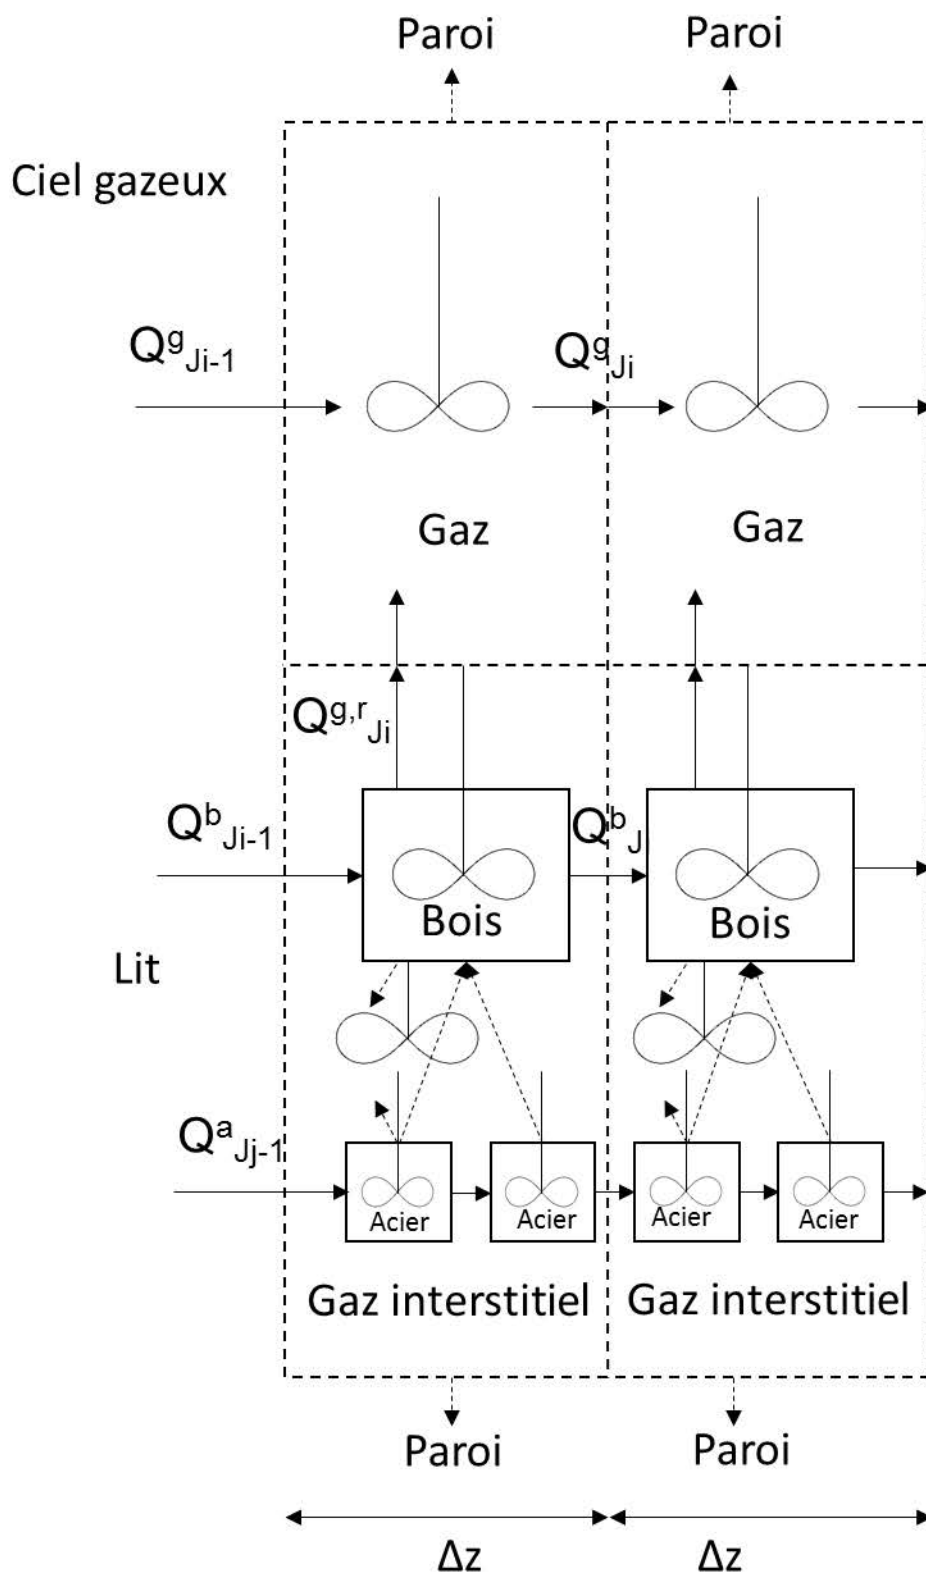 Paroi Paroi
Ciel gazeux
Qg Ji-1 Qg Ji
Gaz Gaz
Qg,r Ji
Qb Ji-1 Qb J
Bois Bois
Lit
Qa Jj-1
Acier Acier Acier Acier
Gaz interstitiel Gaz interstitiel
Paroi Paroi
Δz Δz